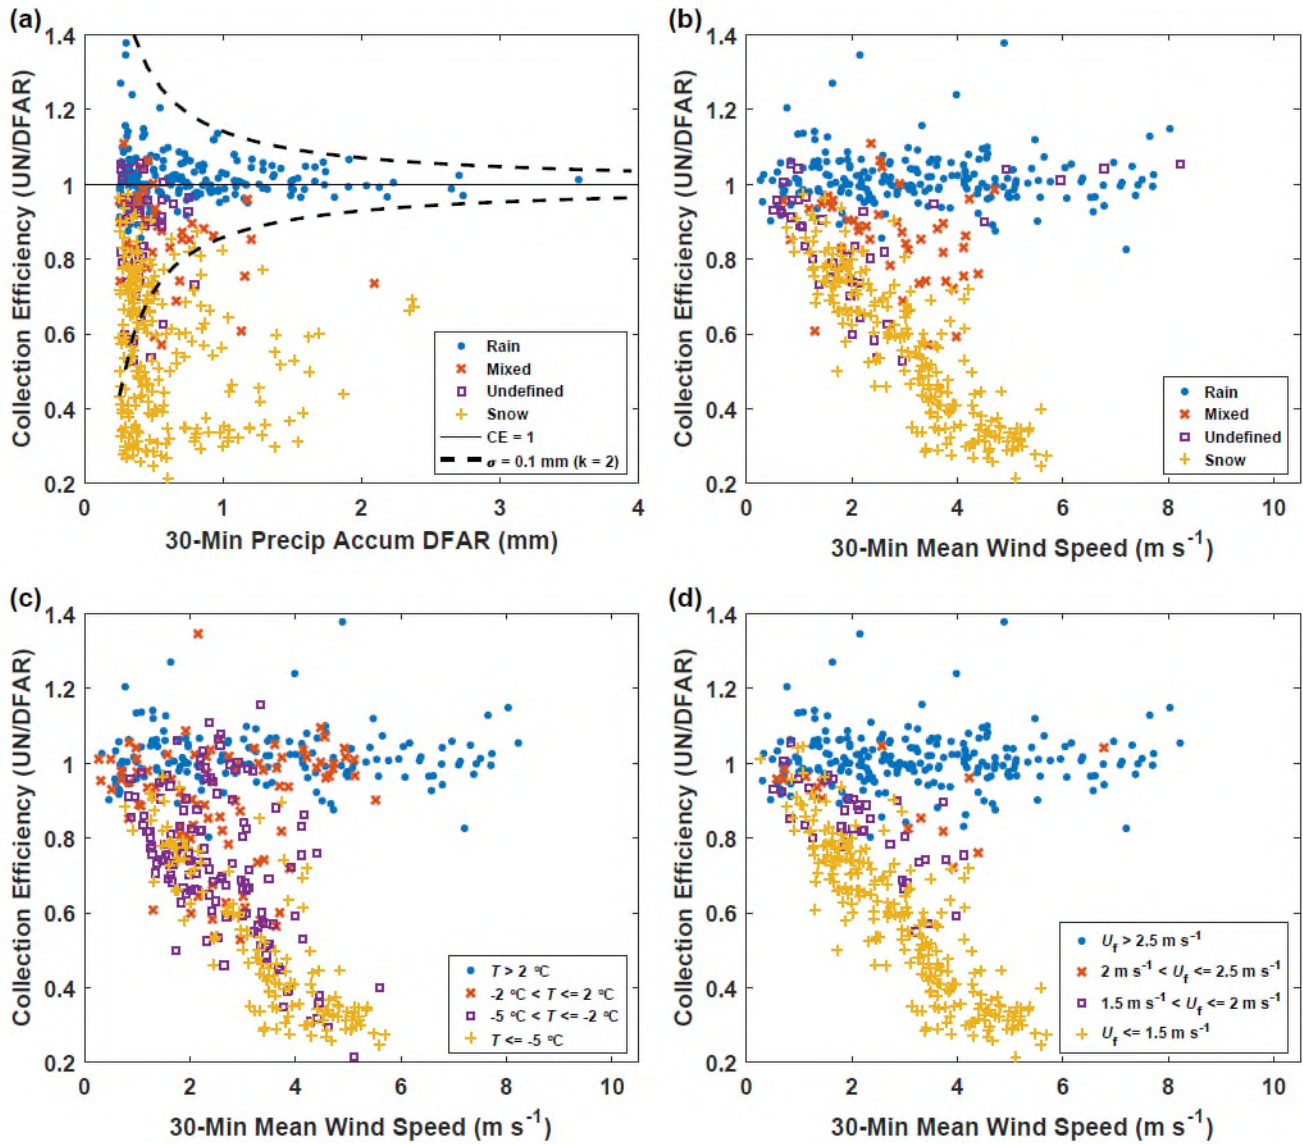 (a)
1.4
1.2
1
0.8
0.6
0.4
0.2
Collection Efficiency (UN/DFAR)
Rain
Mixed
Undefined
Snow
CE = 1
σ = 0.1 mm (k = 2)
0 1 2 3 4
30-Min Precip Accum DFAR (mm)
(b)
1.4
1.2
1
0.8
0.6
0.4
0.2
Collection Efficiency (UN/DFAR)
Rain
Mixed
Undefined
Snow
0 2 4 6 8 10
30-Min Mean Wind Speed (m s⁻¹)
(c)
1.4
1.2
1
0.8
0.6
0.4
0.2
Collection Efficiency (UN/DFAR)
T > 2 °C
-2 °C < T <= 2 °C
-5 °C < T <= -2 °C
T <= -5 °C
0 2 4 6 8 10
30-Min Mean Wind Speed (m s⁻¹)
(d)
1.4
1.2
1
0.8
0.6
0.4
0.2
Collection Efficiency (UN/DFAR)
U_f > 2.5 m s⁻¹
2 m s⁻¹ < U_f <= 2.5 m s⁻¹
1.5 m s⁻¹ < U_f <= 2 m s⁻¹
U_f <= 1.5 m s⁻¹
0 2 4 6 8 10
30-Min Mean Wind Speed (m s⁻¹)